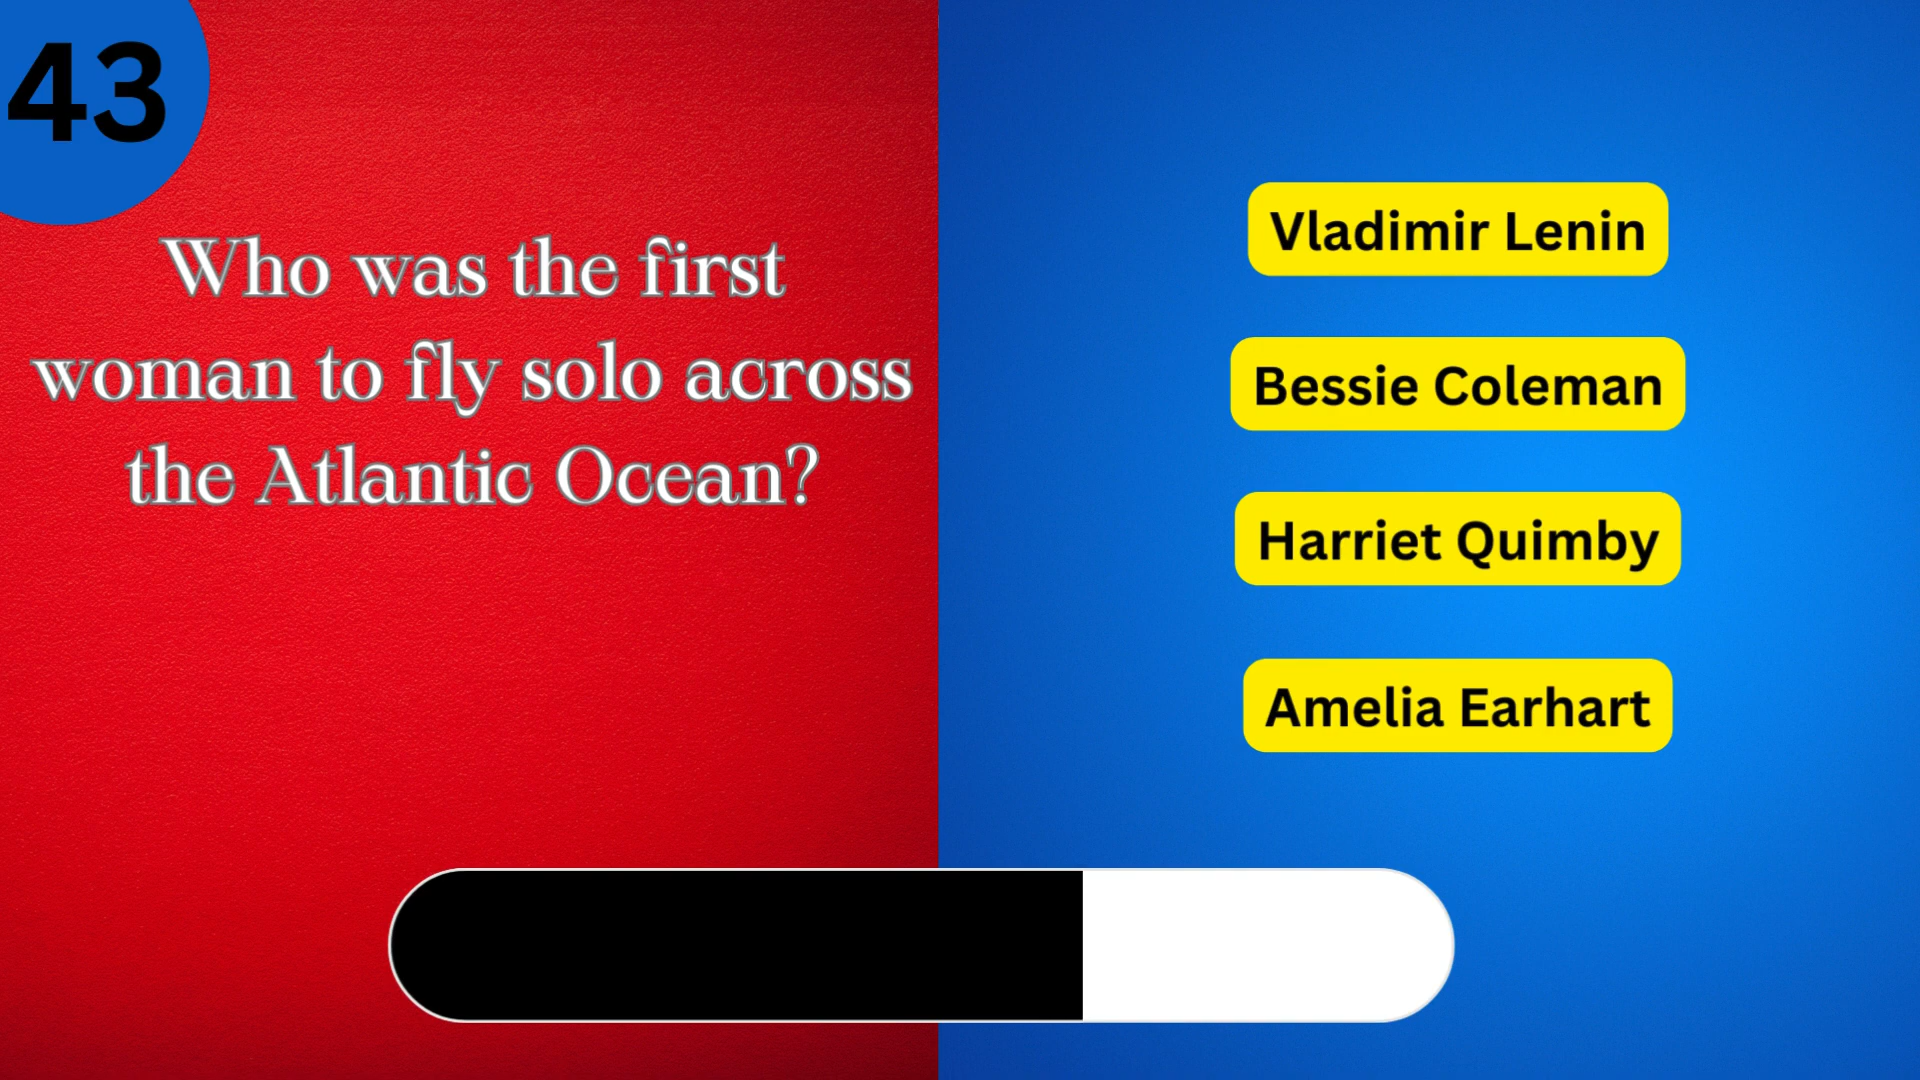 43
Who was the first
woman to fly solo across
the Atlantic Ocean?
Vladimir Lenin
Bessie Coleman
Harriet Quimby
Amelia Earhart